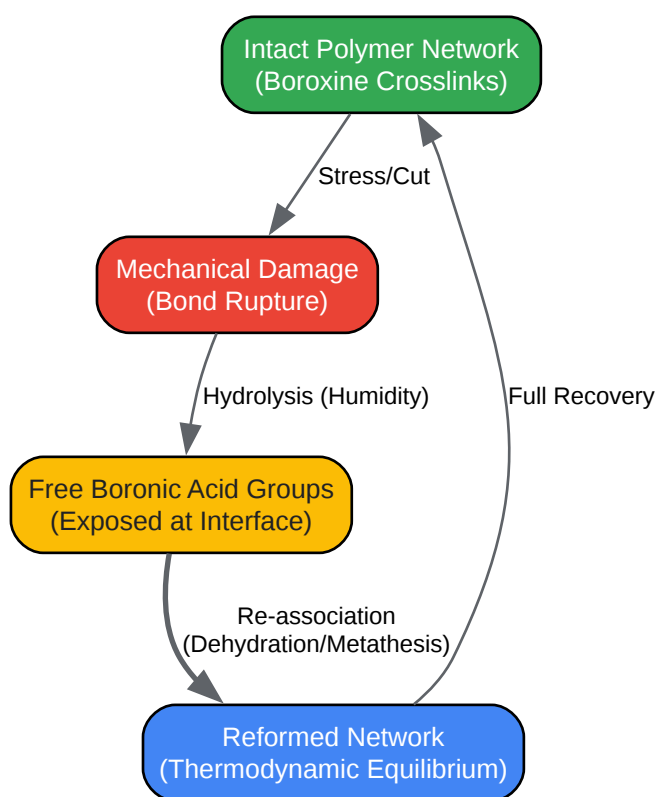 Intact Polymer Network
(Boroxine Crosslinks)
Stress/Cut
Mechanical Damage
(Bond Rupture)
Hydrolysis (Humidity)
Full Recovery
Free Boronic Acid Groups
(Exposed at Interface)
Re-association
(Dehydration/Metathesis)
Reformed Network
(Thermodynamic Equilibrium)